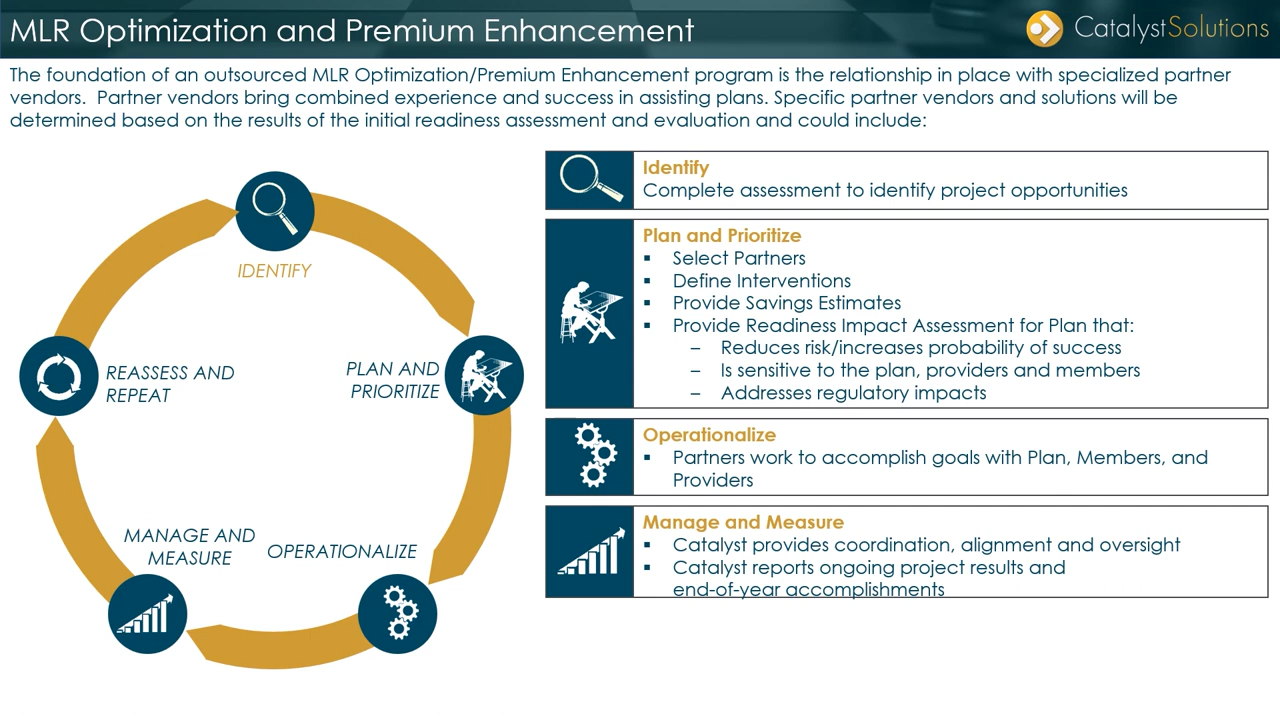 MLR Optimization and Premium Enhancement
CatalystSolutions
The foundation of an outsourced MLR Optimization/Premium Enhancement program is the relationship in place with specialized partner
vendors.  Partner vendors bring combined experience and success in assisting plans. Specific partner vendors and solutions will be
determined based on the results of the initial readiness assessment and evaluation and could include:
IDENTIFY
PLAN AND
PRIORITIZE
OPERATIONALIZE
MANAGE AND
MEASURE
REASSESS AND
REPEAT
Identify
Complete assessment to identify project opportunities
Plan and Prioritize
▪ Select Partners
▪ Define Interventions
▪ Provide Savings Estimates
▪ Provide Readiness Impact Assessment for Plan that:
– Reduces risk/increases probability of success
– Is sensitive to the plan, providers and members
– Addresses regulatory impacts
Operationalize
▪ Partners work to accomplish goals with Plan, Members, and
Providers
Manage and Measure
▪ Catalyst provides coordination, alignment and oversight
▪ Catalyst reports ongoing project results and
end-of-year accomplishments